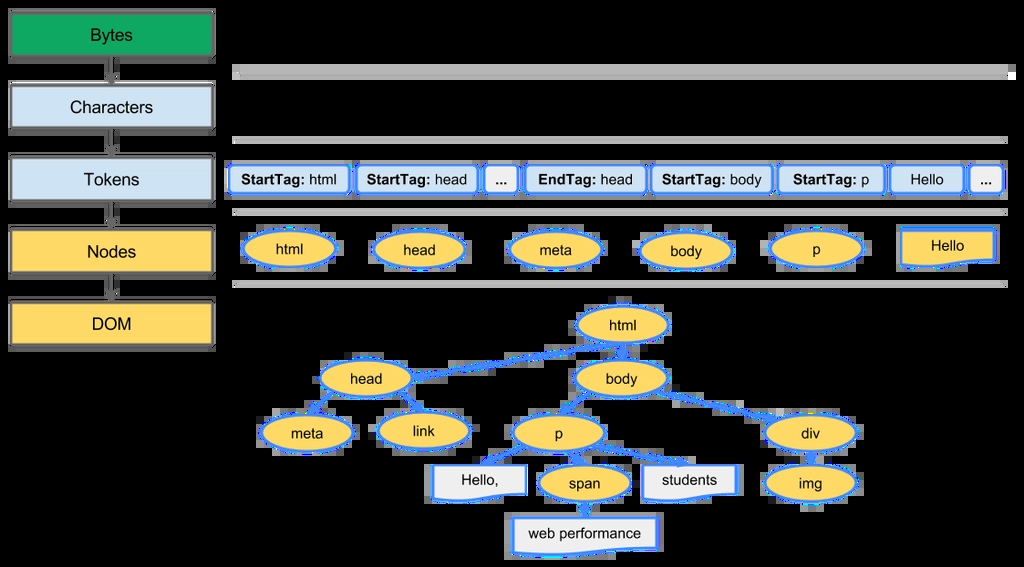 Bytes
Characters
Tokens
StartTag: html
StartTag: head
...
EndTag: head
StartTag: body
StartTag: p
Hello
...
Nodes
html
head
meta
body
p
Hello
DOM
html
head
body
meta
link
p
div
Hello,
span
students
img
web performance